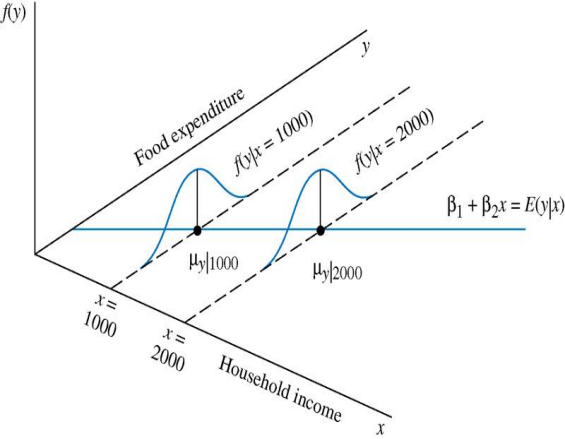 f(y)
y
Food expenditure
f(y|x = 1000)
f(y|x = 2000)
β₁ + β₂x = E(y|x)
μy|1000
μy|2000
x =
1000
x =
2000
Household income
x